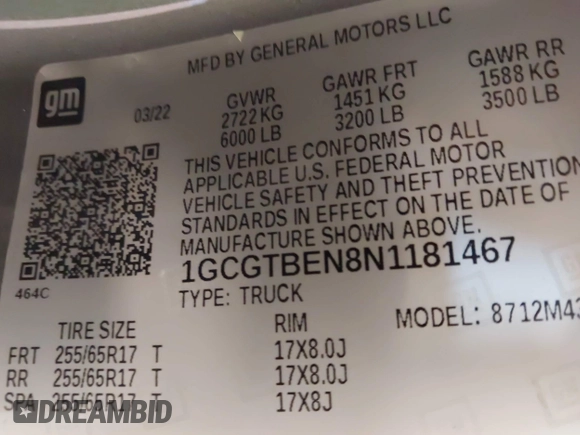 MFD BY GENERAL MOTORS LLC
gm
03/22
GVWR GAWR FRT GAWR RR
2722 KG 1451 KG 1588 KG
6000 LB 3200 LB 3500 LB
THIS VEHICLE CONFORMS TO ALL
APPLICABLE U.S. FEDERAL MOTOR
VEHICLE SAFETY AND THEFT PREVENTION
STANDARDS IN EFFECT ON THE DATE OF
MANUFACTURE SHOWN ABOVE.
1GCGTBEN8N1181467
464C
TYPE: TRUCK
MODEL: 8712M43
TIRE SIZE RIM
FRT 255/65R17 T 17X8.0J
RR 255/65R17 T 17X8.0J
SPA 255/65R17 T 17X8J
DREAMBID